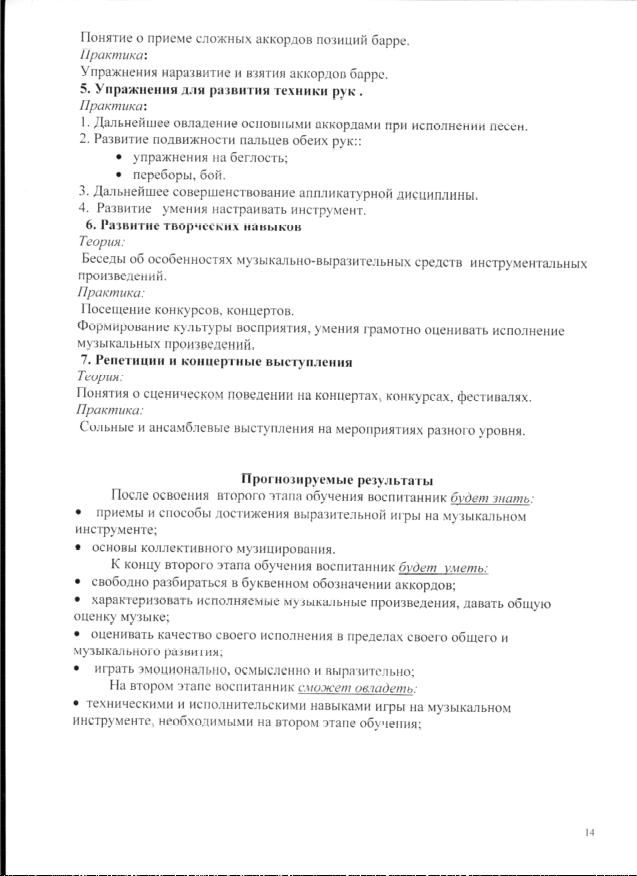 Понятие о приеме сложных аккордов позиций барре.
Практика:
Упражнения наразвитие и взятия аккордов барре.
5. Упражнения для развития техники рук .
Практика:
1. Дальнейшее овладение основными аккордами при исполнении песен.
2. Развитие подвижности пальцев обеих рук::
• упражнения на беглость;
• переборы, бой.
3. Дальнейшее совершенствование аппликатурной дисциплины.
4. Развитие умения настраивать инструмент.
6. Развитие творческих навыков
Теория:
Беседы об особенностях музыкально-выразительных средств инструментальных
произведений.
Практика:
Посещение конкурсов, концертов.
Формирование культуры восприятия, умения грамотно оценивать исполнение
музыкальных произведений.
7. Репетиции и концертные выступления
Теория:
Понятия о сценическом поведении на концертах, конкурсах, фестивалях.
Практика:
Сольные и ансамблевые выступления на мероприятиях разного уровня.
Прогнозируемые результаты
После освоения второго этапа обучения воспитанник будет знать:
• приемы и способы достижения выразительной игры на музыкальном
инструменте;
• основы коллективного музицирования.
К концу второго этапа обучения воспитанник будет уметь:
• свободно разбираться в буквенном обозначении аккордов;
• характеризовать исполняемые музыкальные произведения, давать общую
оценку музыке;
• оценивать качество своего исполнения в пределах своего общего и
музыкального развития;
• играть эмоционально, осмысленно и выразительно;
На втором этапе воспитанник сможет овладеть:
• техническими и исполнительскими навыками игры на музыкальном
инструменте, необходимыми на втором этапе обучения;
14